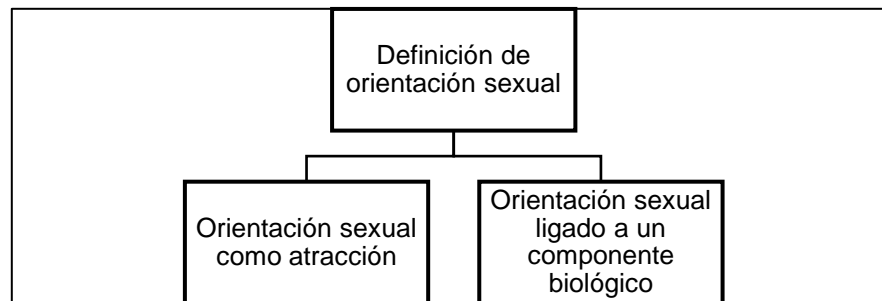 Definición de
orientación sexual
Orientación sexual
como atracción
Orientación sexual
ligado a un
componente
biológico